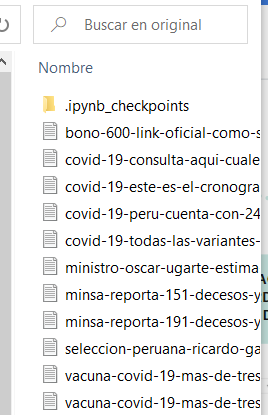 Buscar en original
Nombre
.ipynb_checkpoints
bono-600-link-oficial-como-s
covid-19-consulta-aqui-cuale
covid-19-este-es-el-cronogra
covid-19-peru-cuenta-con-24
covid-19-todas-las-variantes-
ministro-oscar-ugarte-estima
minsa-reporta-151-decesos-y
minsa-reporta-191-decesos-y
seleccion-peruana-ricardo-ga
vacuna-covid-19-mas-de-tres
vacuna-covid-19-mas-de-tres